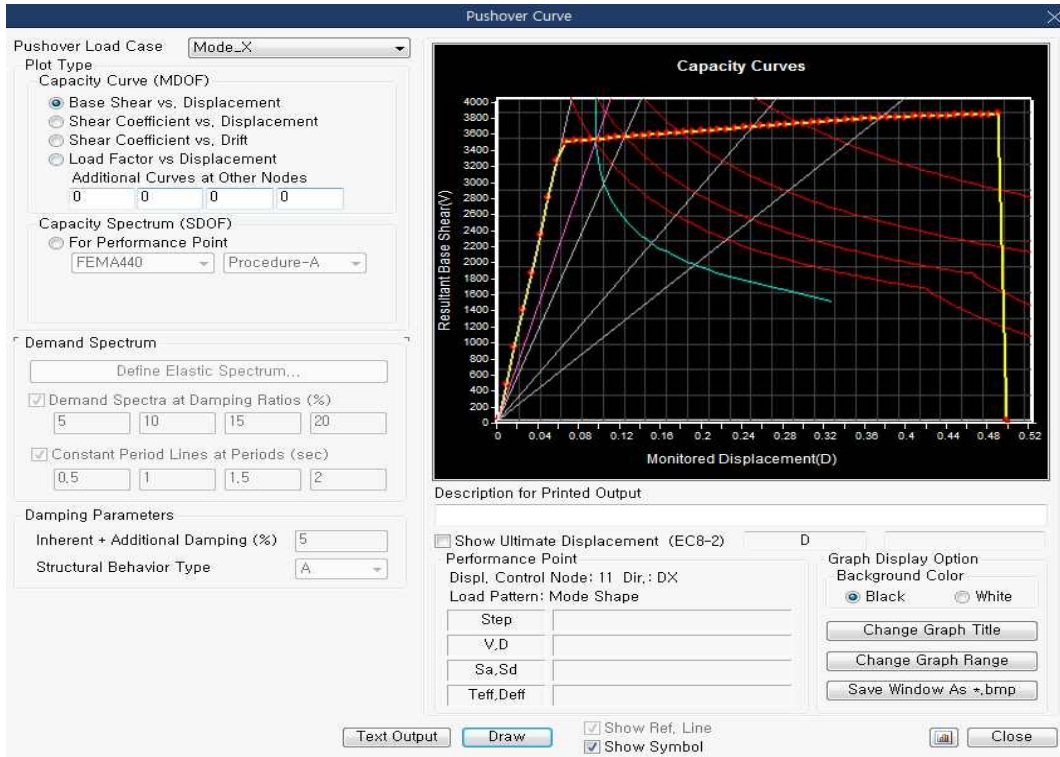 Pushover Curve
Pushover Load Case Mode_X
Plot Type
Capacity Curve (MDOF)
Base Shear vs. Displacement
Shear Coefficient vs. Displacement
Shear Coefficient vs. Drift
Load Factor vs Displacement
Additional Curves at Other Nodes
0 0 0 0
Capacity Spectrum (SDOF)
For Performance Point
FEMA440 Procedure-A
Demand Spectrum
Define Elastic Spectrum...
Demand Spectra at Damping Ratios (%)
5 10 15 20
Constant Period Lines at Periods (sec)
0.5 1 1.5 2
Damping Parameters
Inherent + Additional Damping (%) 5
Structural Behavior Type A
Capacity Curves
Resultant Base Shear(V)
4000
3800
3600
3400
3200
3000
2800
2600
2400
2200
2000
1800
1600
1400
1200
1000
800
600
400
200
0
0 0.04 0.08 0.12 0.16 0.2 0.24 0.28 0.32 0.36 0.4 0.44 0.48 0.52
Monitored Displacement(D)
Description for Printed Output
Show Ultimate Displacement (EC8-2) D
Performance Point
Displ. Control Node: 11 Dir.: DX
Load Pattern: Mode Shape
Step
V,D
Sa,Sd
Teff,Deff
Graph Display Option
Background Color
Black White
Change Graph Title
Change Graph Range
Save Window As *.bmp
Text Output Draw
Show Ref. Line
Show Symbol
Close